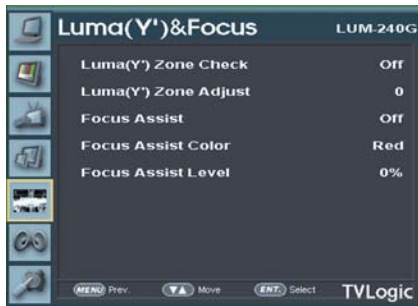 Luma(Y')&Focus LUM-240G
Luma(Y') Zone Check Off
Luma(Y') Zone Adjust 0
Focus Assist Off
Focus Assist Color Red
Focus Assist Level 0%
MENU Prev. ▼▲ Move ENT. Select TVLogic